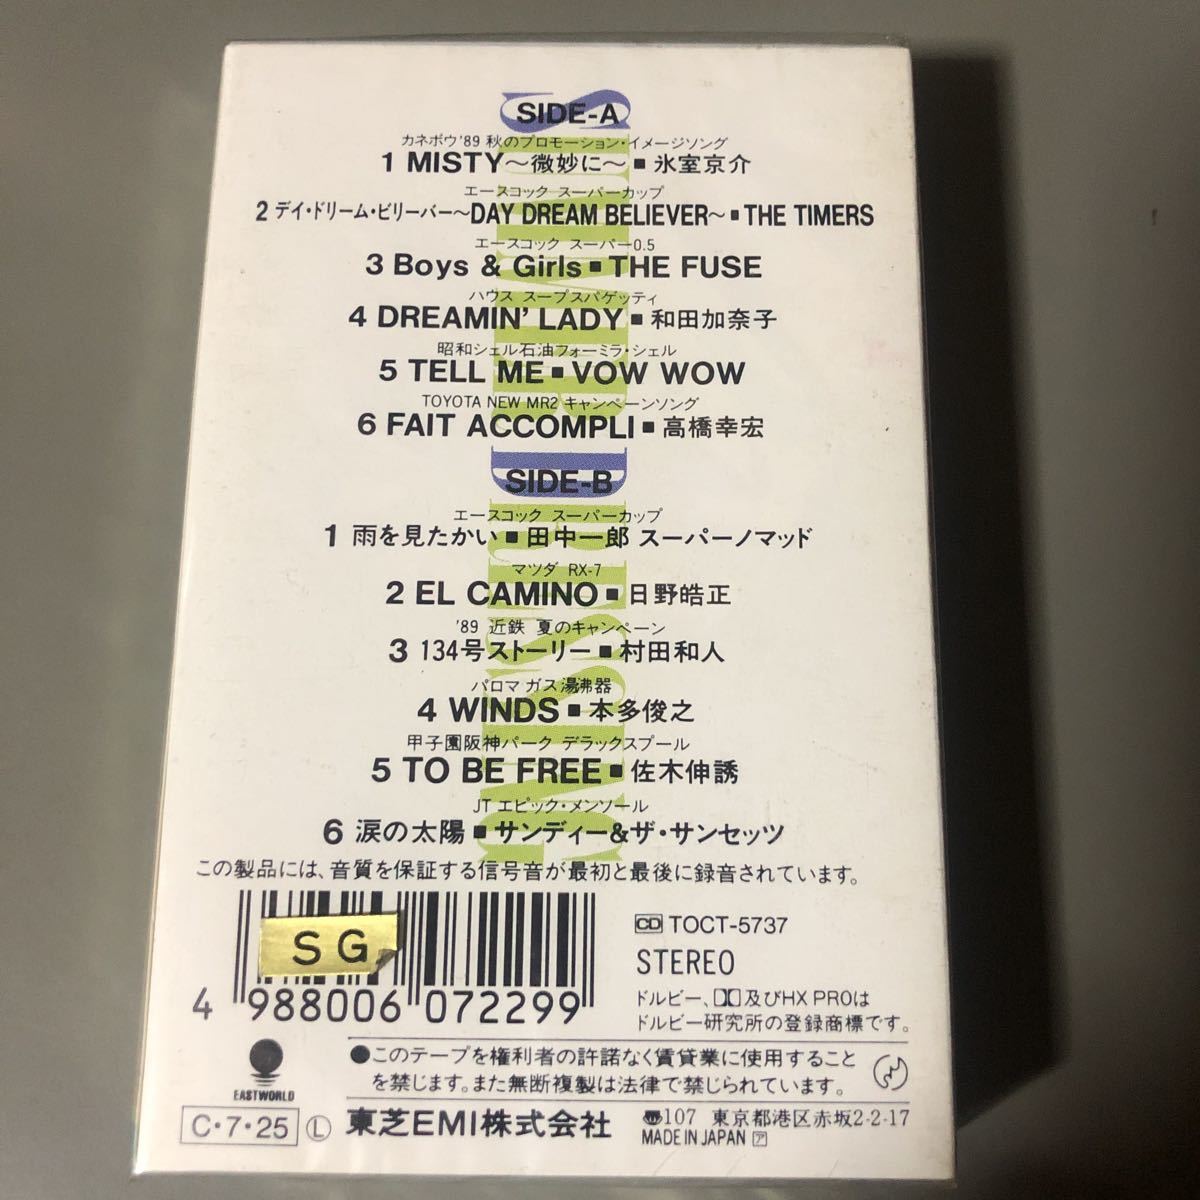 SIDE-A
カネボウ'89 秋のプロモーション・イメージソング
1 MISTY〜微妙に〜■氷室京介
エースコック スーパーカップ
2 デイ・ドリーム・ビリーバー〜DAY DREAM BELIEVER〜■THE TIMERS
エースコック スーパー0.5
3 Boys & Girls■THE FUSE
ハウス スープスパゲッティ
4 DREAMIN' LADY■和田加奈子
昭和シェル石油フォーミラ・シェル
5 TELL ME■VOW WOW
TOYOTA NEW MR2 キャンペーンソング
6 FAIT ACCOMPLI■高橋幸宏
SIDE-B
エースコック スーパーカップ
1 雨を見たかい■田中一郎 スーパーノマッド
マツダ RX-7
2 EL CAMINO■日野皓正
'89 近鉄 夏のキャンペーン
3 134号ストーリー■村田和人
パロマ ガス湯沸器
4 WINDS■本多俊之
甲子園阪神パーク デラックスプール
5 TO BE FREE■佐木伸誘
JT エピック・メンソール
6 涙の太陽■サンディー&ザ・サンセッツ
この製品には、音質を保証する信号音が最初と最後に録音されています。
SG
4 988006 072299
CD TOCT-5737
STEREO
ドルビー、及びHX PROは
ドルビー研究所の登録商標です。
EASTWORLD
●このテープを権利者の許諾なく賃貸業に使用すること
を禁じます。また無断複製は法律で禁じられています。
C・7・25 Ⓛ 東芝EMI株式会社
107 東京都港区赤坂2-2-17
MADE IN JAPAN ア